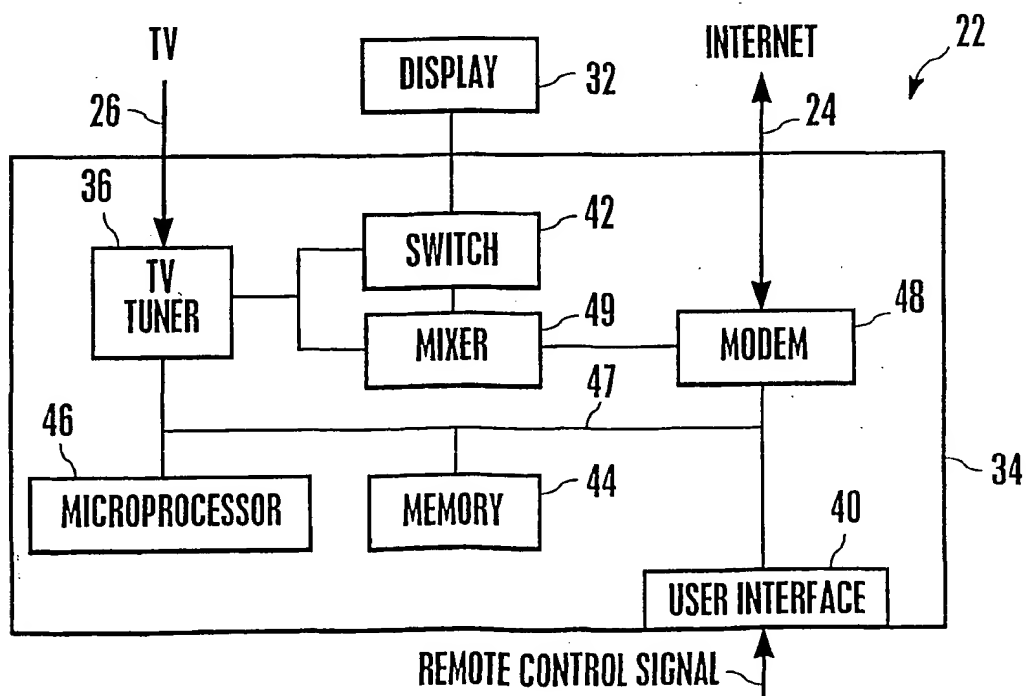 TV
DISPLAY
32
INTERNET
22
26
24
36
TV
TUNER
SWITCH
42
MIXER
49
MODEM
48
47
46
MICROPROCESSOR
MEMORY
44
34
40
USER INTERFACE
REMOTE CONTROL SIGNAL